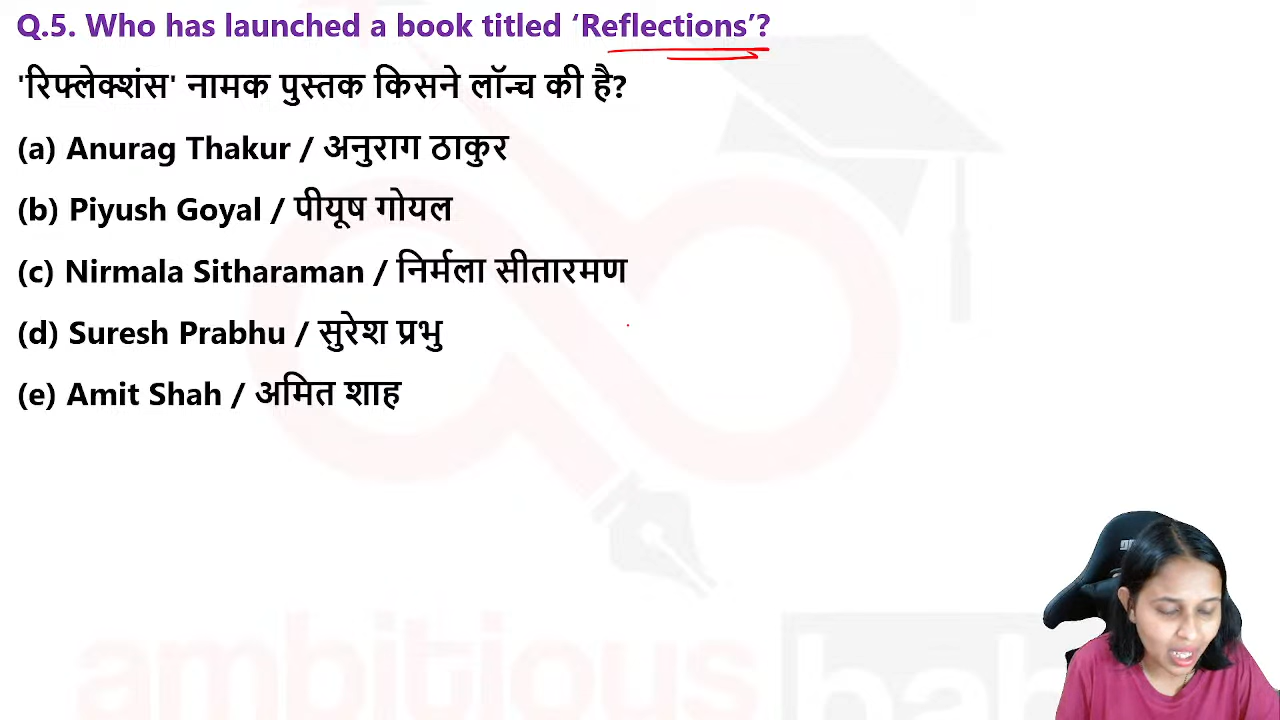 Q.5. Who has launched a book titled ‘Reflections’?
'रिफ्लेक्शंस' नामक पुस्तक किसने लॉन्च की है?
(a) Anurag Thakur / अनुराग ठाकुर
(b) Piyush Goyal / पीयूष गोयल
(c) Nirmala Sitharaman / निर्मला सीतारमण
(d) Suresh Prabhu / सुरेश प्रभु
(e) Amit Shah / अमित शाह
ambitious